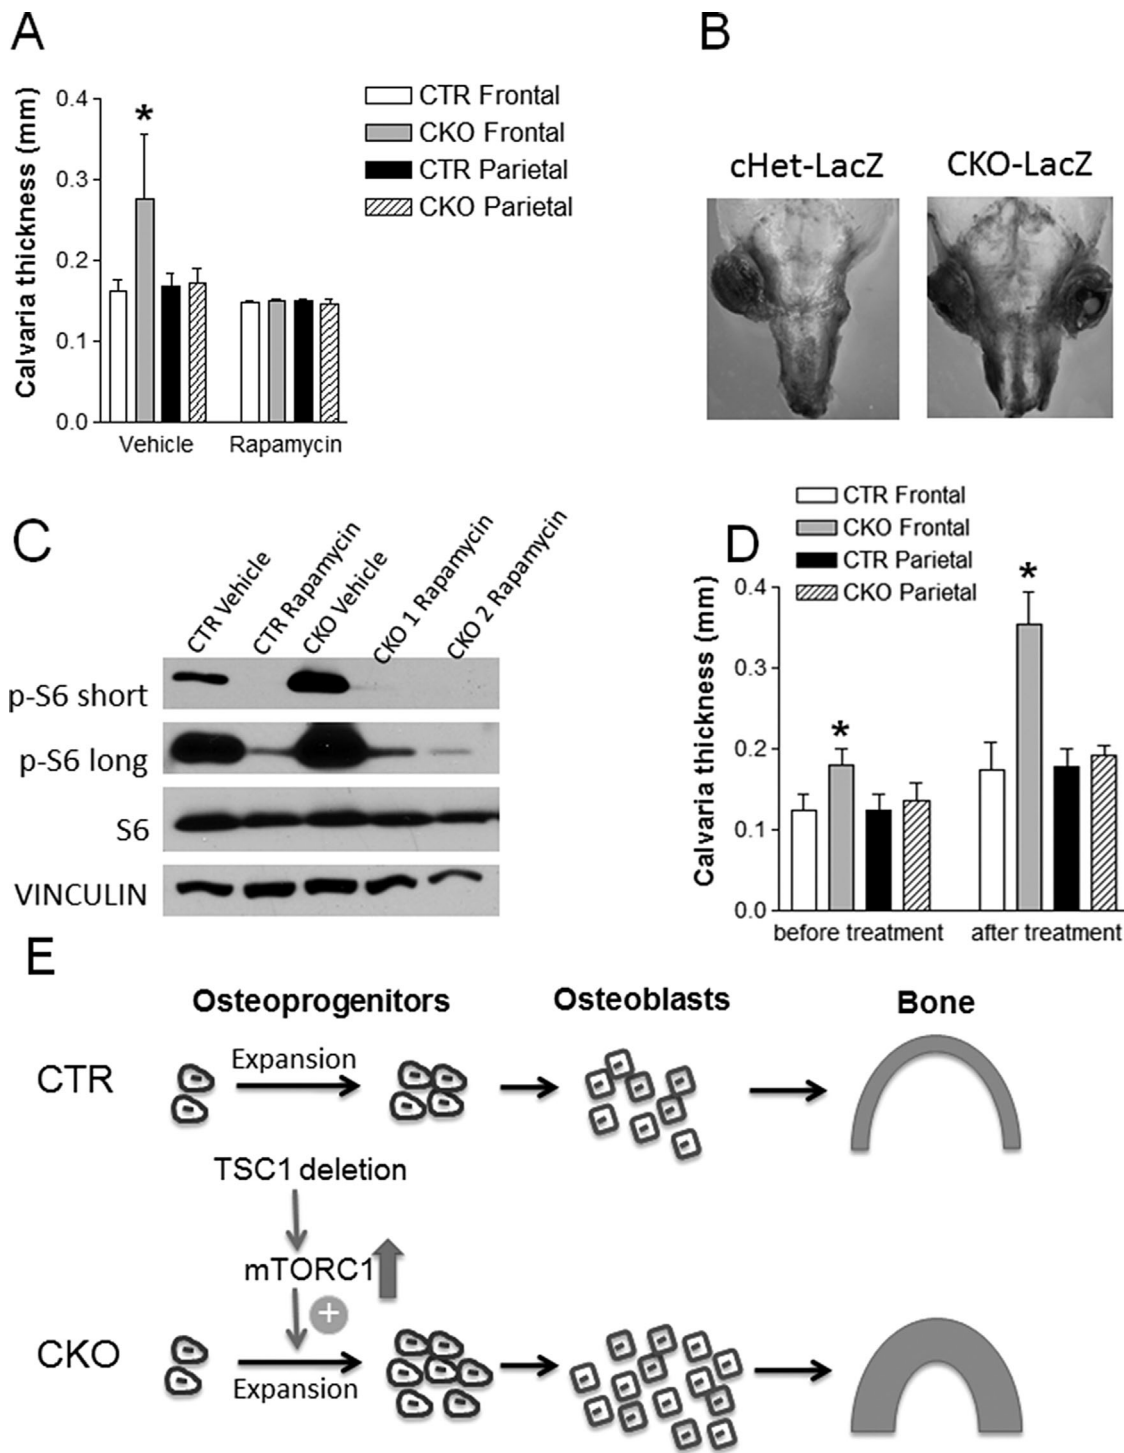 A
0.4
0.3
0.2
0.1
0.0
Calvaria thickness (mm)
*
Vehicle
Rapamycin
CTR Frontal
CKO Frontal
CTR Parietal
CKO Parietal
B
cHet-LacZ
CKO-LacZ
C
CTR Vehicle
CTR Rapamycin
CKO Vehicle
CKO 1 Rapamycin
CKO 2 Rapamycin
p-S6 short
p-S6 long
S6
VINCULIN
D
CTR Frontal
CKO Frontal
CTR Parietal
CKO Parietal
0.4
0.3
0.2
0.1
0.0
Calvaria thickness (mm)
*
*
before treatment
after treatment
E
Osteoprogenitors
Osteoblasts
Bone
CTR
Expansion
TSC1 deletion
mTORC1
+
CKO
Expansion